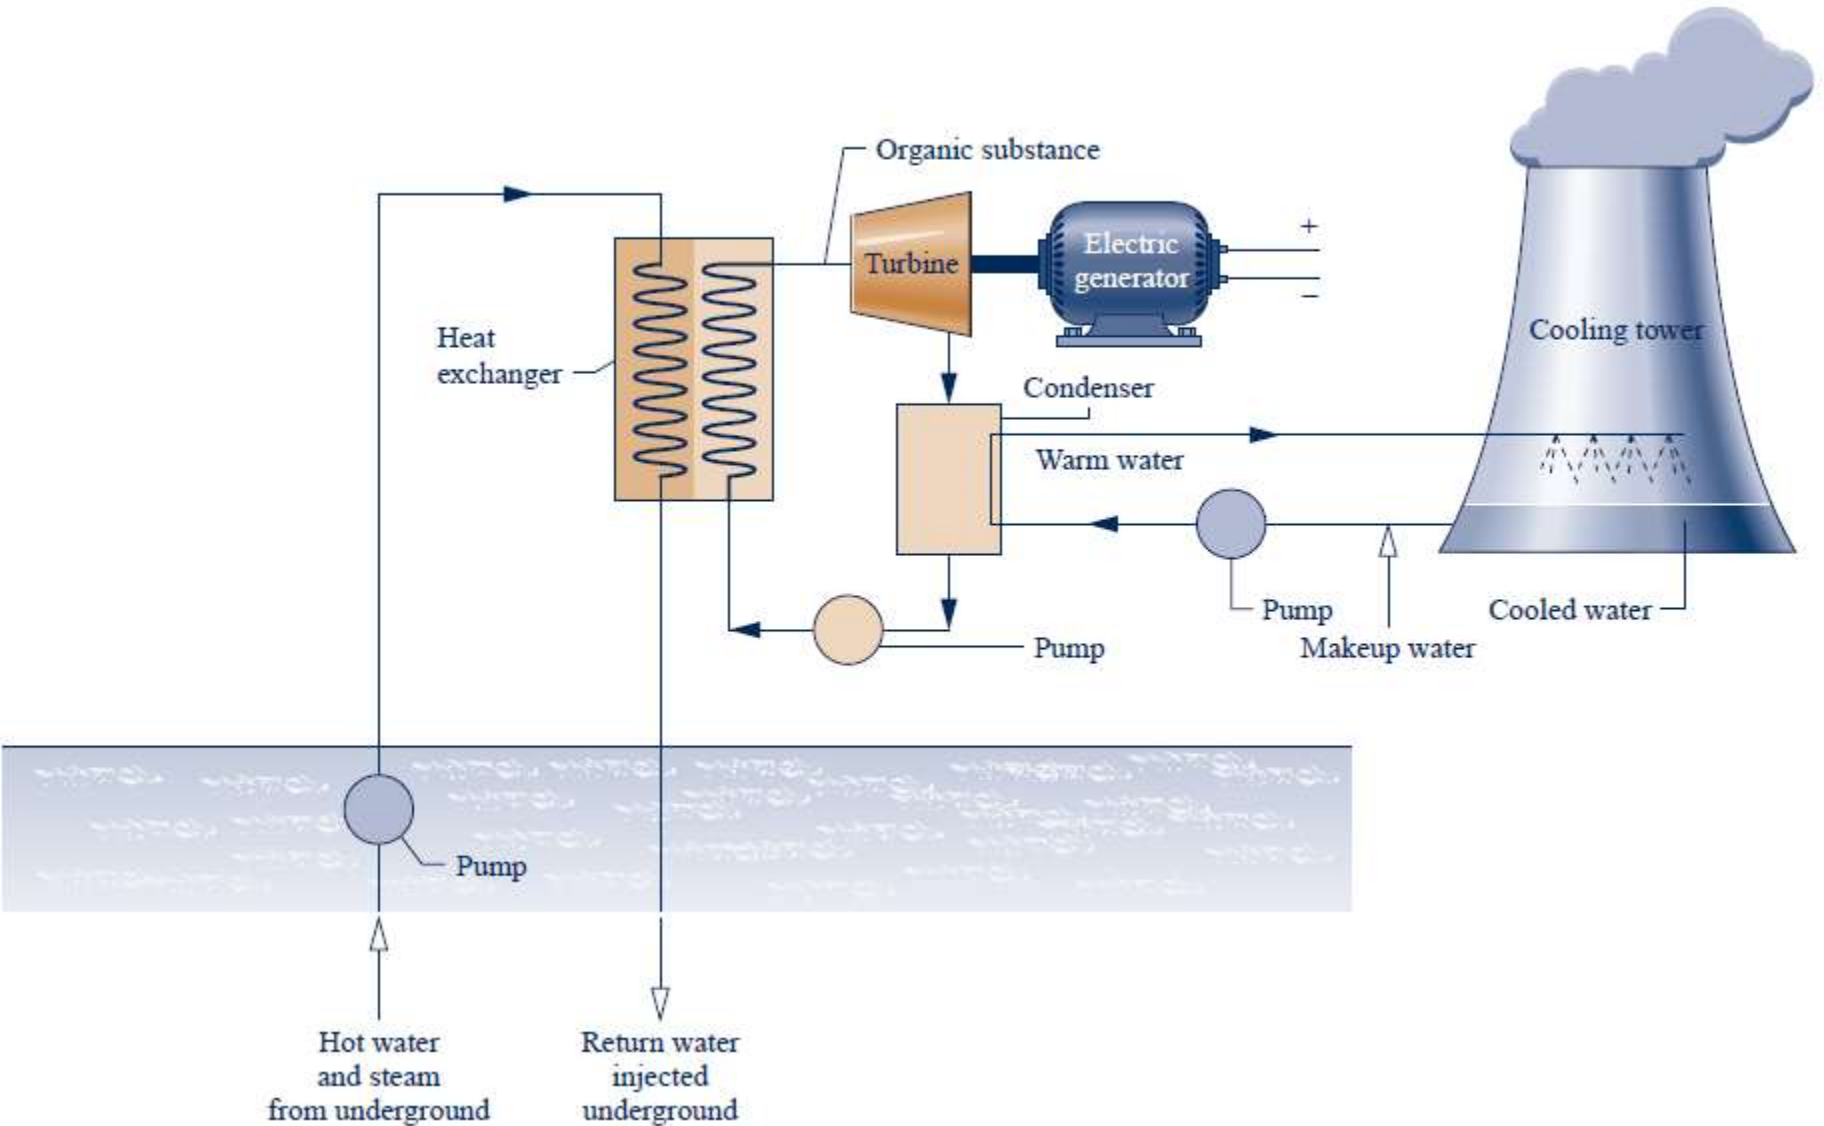 Organic substance
+
Electric
Turbine
generator
−
Cooling tower
Heat
exchanger
Condenser
Warm water
Pump
Cooled water
Pump
Makeup water
Pump
Hot water
and steam
from underground
Return water
injected
underground